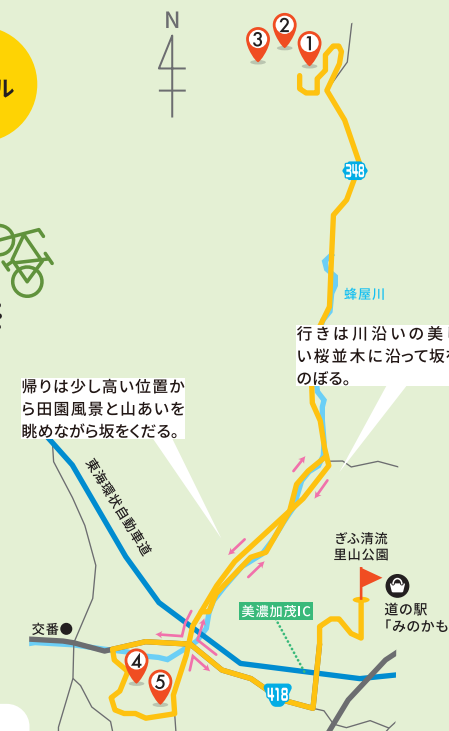 ル
N
3
2
1
348
蜂屋川
行きは川沿いの美し
い桜並木に沿って坂を
のぼる。
帰りは少し高い位置か
ら田園風景と山あいを
眺めながら坂をくだる。
東海環状自動車道
ぎふ清流
里山公園
美濃加茂IC
道の駅
「みのかも
交番
4
5
418